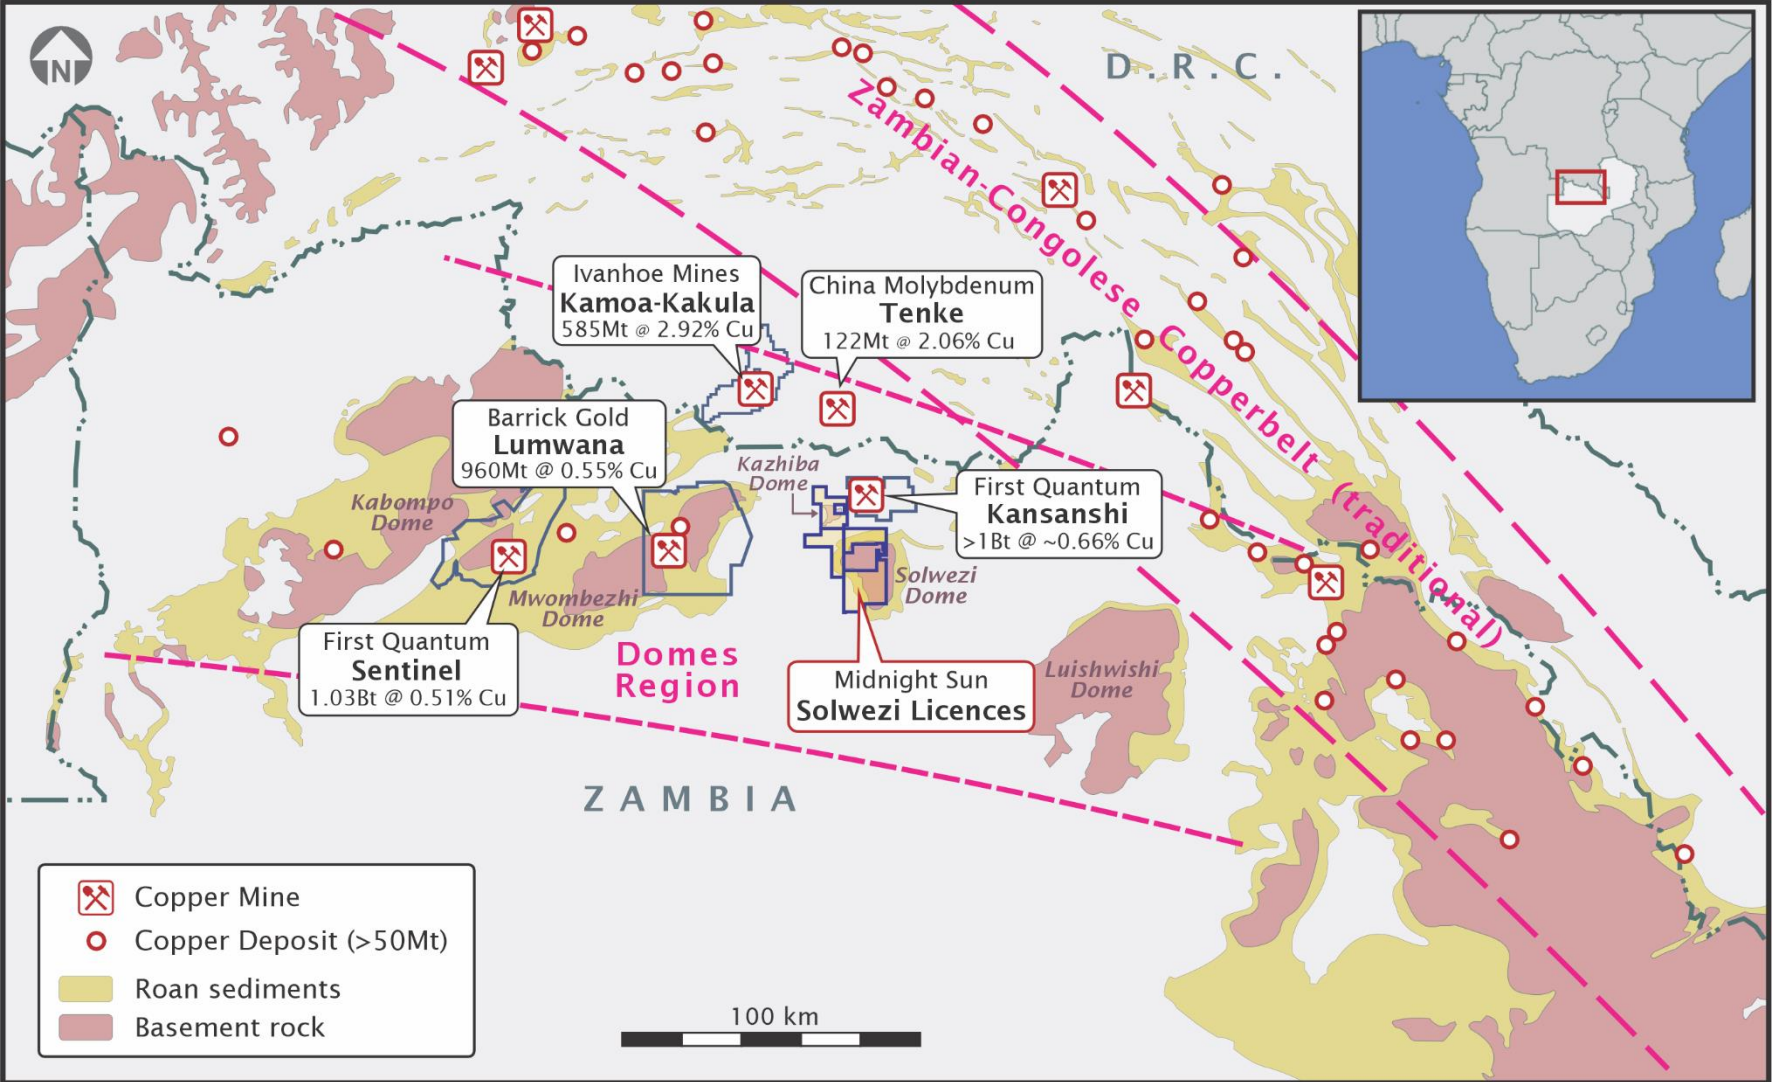 N
D.R.C.
Zambian-Congolese Copperbelt (traditional)
Ivanhoe Mines
Kamoa-Kakula
585Mt @ 2.92% Cu
China Molybdenum
Tenke
122Mt @ 2.06% Cu
Barrick Gold
Lumwana
960Mt @ 0.55% Cu
Kazhiba
Dome
First Quantum
Kansanshi
>1Bt @ ~0.66% Cu
Kabompo
Dome
Mwombezhi
Dome
Solwezi
Dome
First Quantum
Sentinel
1.03Bt @ 0.51% Cu
Domes
Region
Midnight Sun
Solwezi Licences
Luishwishi
Dome
ZAMBIA
Copper Mine
Copper Deposit (>50Mt)
Roan sediments
Basement rock
100 km